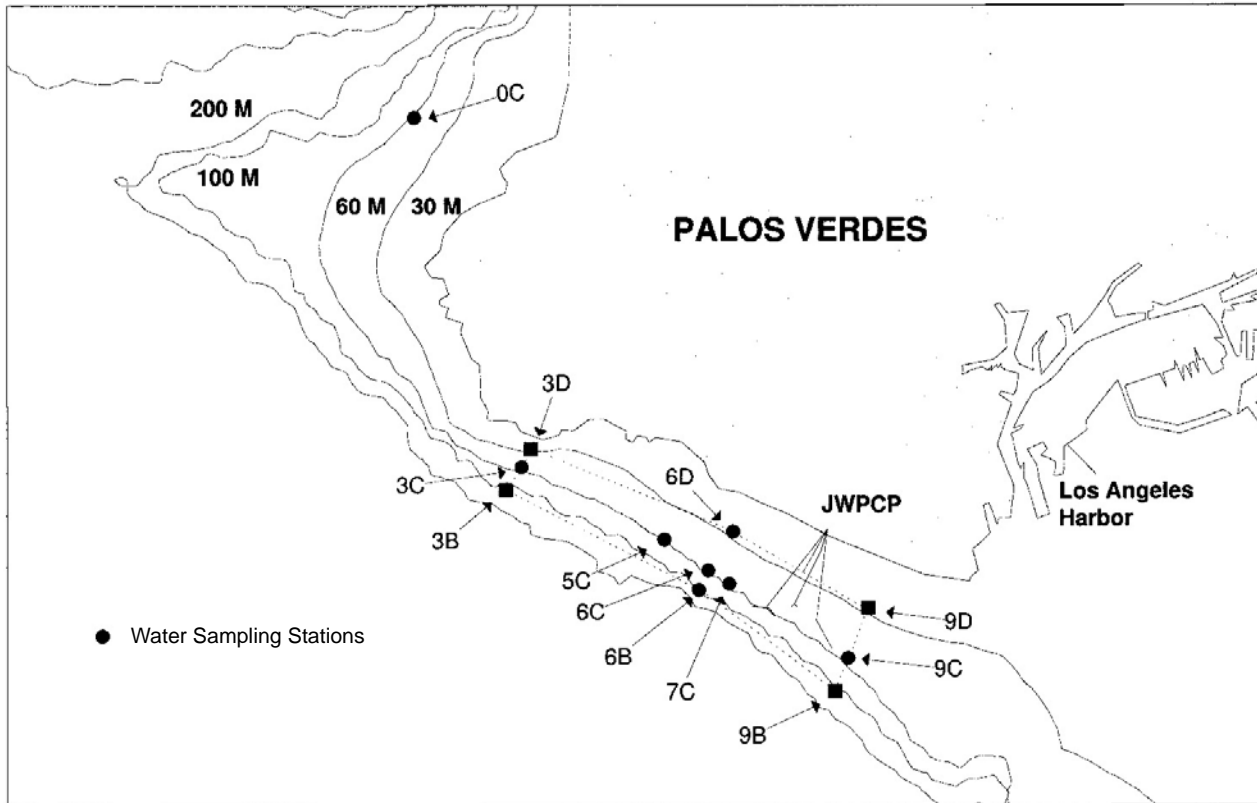 0C
200 M
100 M
60 M
30 M
PALOS VERDES
3D
3C
3B
6D
JWPCP
Los Angeles
Harbor
5C
6C
6B
7C
9D
9C
9B
Water Sampling Stations